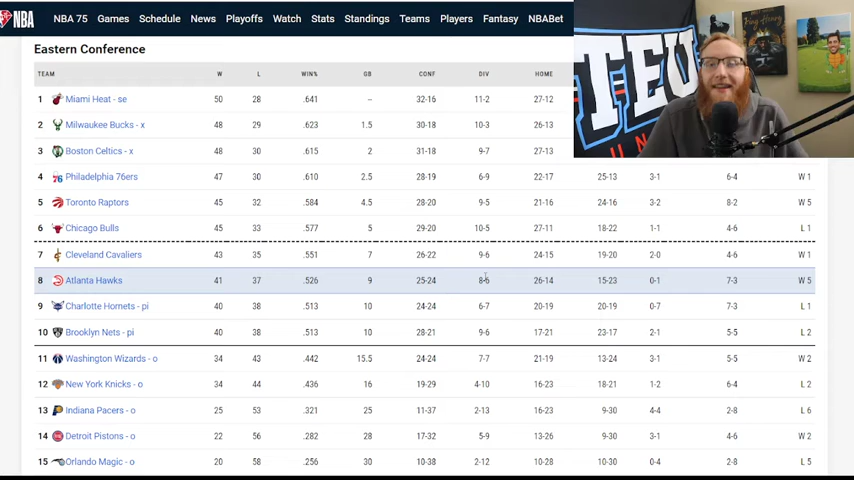 NBA NBA 75 Games Schedule News Playoffs Watch Stats Standings Teams Players Fantasy NBABet
Eastern Conference
TEAM W L WIN% GB CONF DIV HOME
1 Miami Heat - se 50 28 .641 – 32-16 11-2 27-12
2 Milwaukee Bucks - x 48 29 .623 1.5 30-18 10-3 26-13
3 Boston Celtics - x 48 30 .615 2 31-18 9-7 27-13
4 76 Philadelphia 76ers 47 30 .610 2.5 28-19 6-9 22-17 25-13 3-1 6-4 W 1
5 Toronto Raptors 45 32 .584 4.5 28-20 9-5 21-16 24-16 3-2 8-2 W 5
6 Chicago Bulls 45 33 .577 5 29-20 10-5 27-11 18-22 1-1 4-6 L 1
7 Cleveland Cavaliers 43 35 .551 7 26-22 9-6 24-15 19-20 2-0 4-6 W 1
8 Atlanta Hawks 41 37 .526 9 25-24 8-6 26-14 15-23 0-1 7-3 W 5
9 Charlotte Hornets - pi 40 38 .513 10 24-24 6-7 20-19 20-19 0-7 7-3 L 1
10 Brooklyn Nets - pi 40 38 .513 10 28-21 9-6 17-21 23-17 2-1 5-5 L 2
11 Washington Wizards - o 34 43 .442 15.5 24-24 7-7 21-19 13-24 3-1 5-5 W 2
12 New York Knicks - o 34 44 .436 16 19-29 4-10 16-23 18-21 1-2 6-4 L 2
13 Indiana Pacers - o 25 53 .321 25 11-37 2-13 16-23 9-30 4-4 2-8 L 6
14 Detroit Pistons - o 22 56 .282 28 17-32 5-9 13-26 9-30 3-1 4-6 W 2
15 Orlando Magic - o 20 58 .256 30 10-38 2-12 10-28 10-30 0-4 2-8 L 5